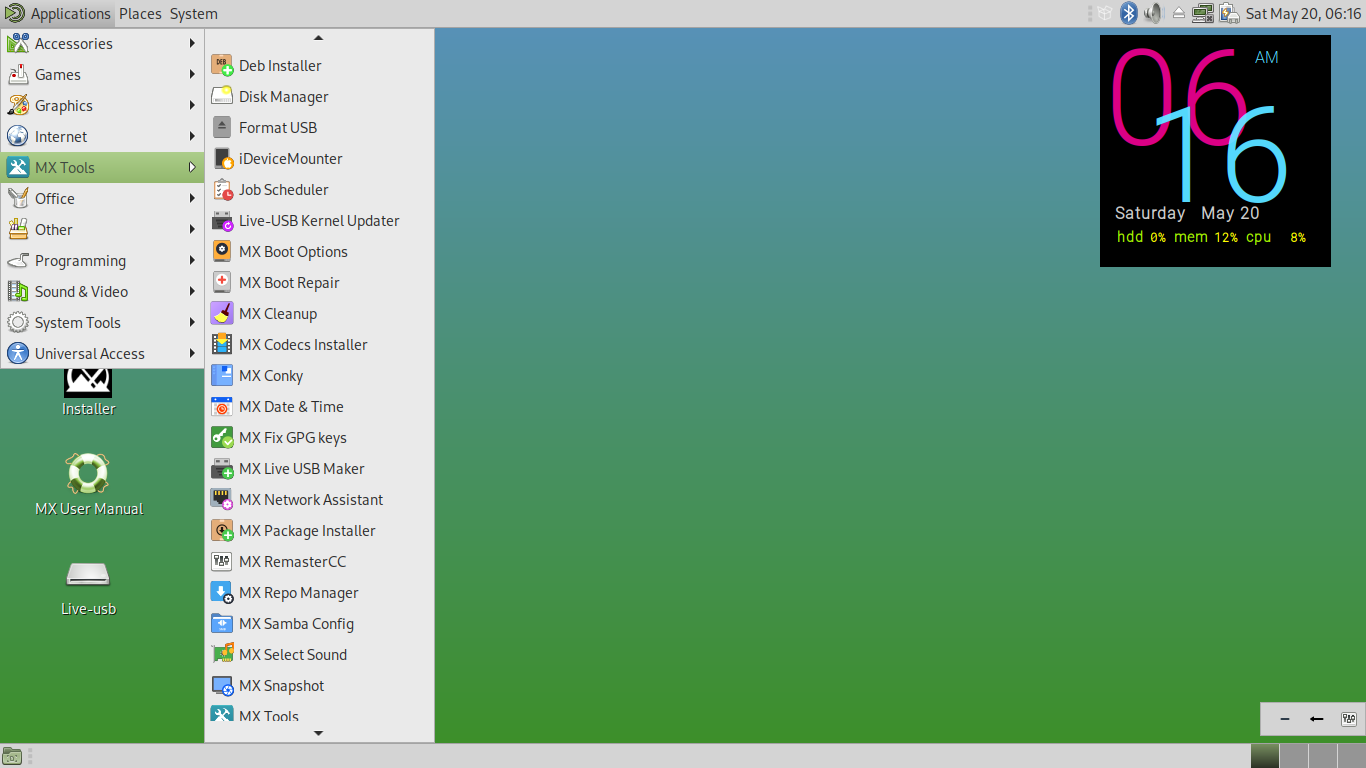 Applications Places System
Sat May 20, 06:16
Accessories
Games
Graphics
Internet
MX Tools
Office
Other
Programming
Sound & Video
System Tools
Universal Access
Deb Installer
Disk Manager
Format USB
iDeviceMounter
Job Scheduler
Live-USB Kernel Updater
MX Boot Options
MX Boot Repair
MX Cleanup
MX Codecs Installer
MX Conky
MX Date & Time
MX Fix GPG keys
MX Live USB Maker
MX Network Assistant
MX Package Installer
MX RemasterCC
MX Repo Manager
MX Samba Config
MX Select Sound
MX Snapshot
MX Tools
Installer
MX User Manual
Live-usb
06 AM
16
Saturday May 20
hdd 0% mem 12% cpu 8%